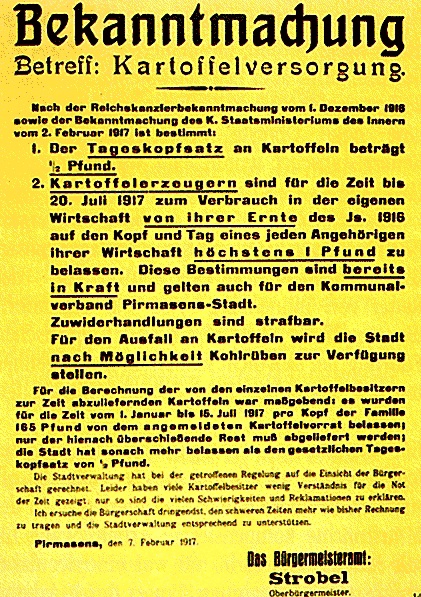 Bekanntmachung
Betreff: Kartoffelversorgung.
Nach der Reichskanzlerbekanntmachung vom 1. Dezember 1916
sowie der Bekanntmachung des K. Staatsministeriums des Innern
vom 2. Februar 1917 ist bestimmt:
1. Der Tageskopfsatz an Kartoffeln beträgt
½ Pfund.
2. Kartoffelerzeugern sind für die Zeit bis
20. Juli 1917 zum Verbrauch in der eigenen
Wirtschaft von ihrer Ernte des Js. 1916
auf den Kopf und Tag eines jeden Angehörigen
ihrer Wirtschaft höchstens 1 Pfund zu
belassen. Diese Bestimmungen sind bereits
in Kraft und gelten auch für den Kommunal-
verband Pirmasens-Stadt.
Zuwiderhandlungen sind strafbar.
Für den Ausfall an Kartoffeln wird die Stadt
nach Möglichkeit Kohlrüben zur Verfügung
stellen.
Für die Berechnung der von den einzelnen Kartoffelbesitzern
zur Zeit abzuliefernden Kartoffeln war maßgebend: es wurden
für die Zeit vom 1. Januar bis 15. Juli 1917 pro Kopf der Familie
165 Pfund von dem angemeldeten Kartoffelvorrat belassen;
nur der hienach überschießende Rest muß abgeliefert werden;
die Stadt hat sonach mehr belassen als den gesetzlichen Tages-
kopfsatz von ½ Pfund.
Die Stadtverwaltung hat bei der getroffenen Regelung auf die Einsicht der Bürger-
schaft gerechnet. Leider haben viele Kartoffelbesitzer wenig Verständnis für die Not
der Zeit gezeigt; nur so sind die vielen Schwierigkeiten und Reklamationen zu erklären.
Ich ersuche die Bürgerschaft dringendst, den schweren Zeiten mehr wie bisher Rechnung
zu tragen und die Stadtverwaltung entsprechend zu unterstützen.
Pirmasens, den 7. Februar 1917.
Das Bürgermeisteramt:
Strobel
Oberbürgermeister.